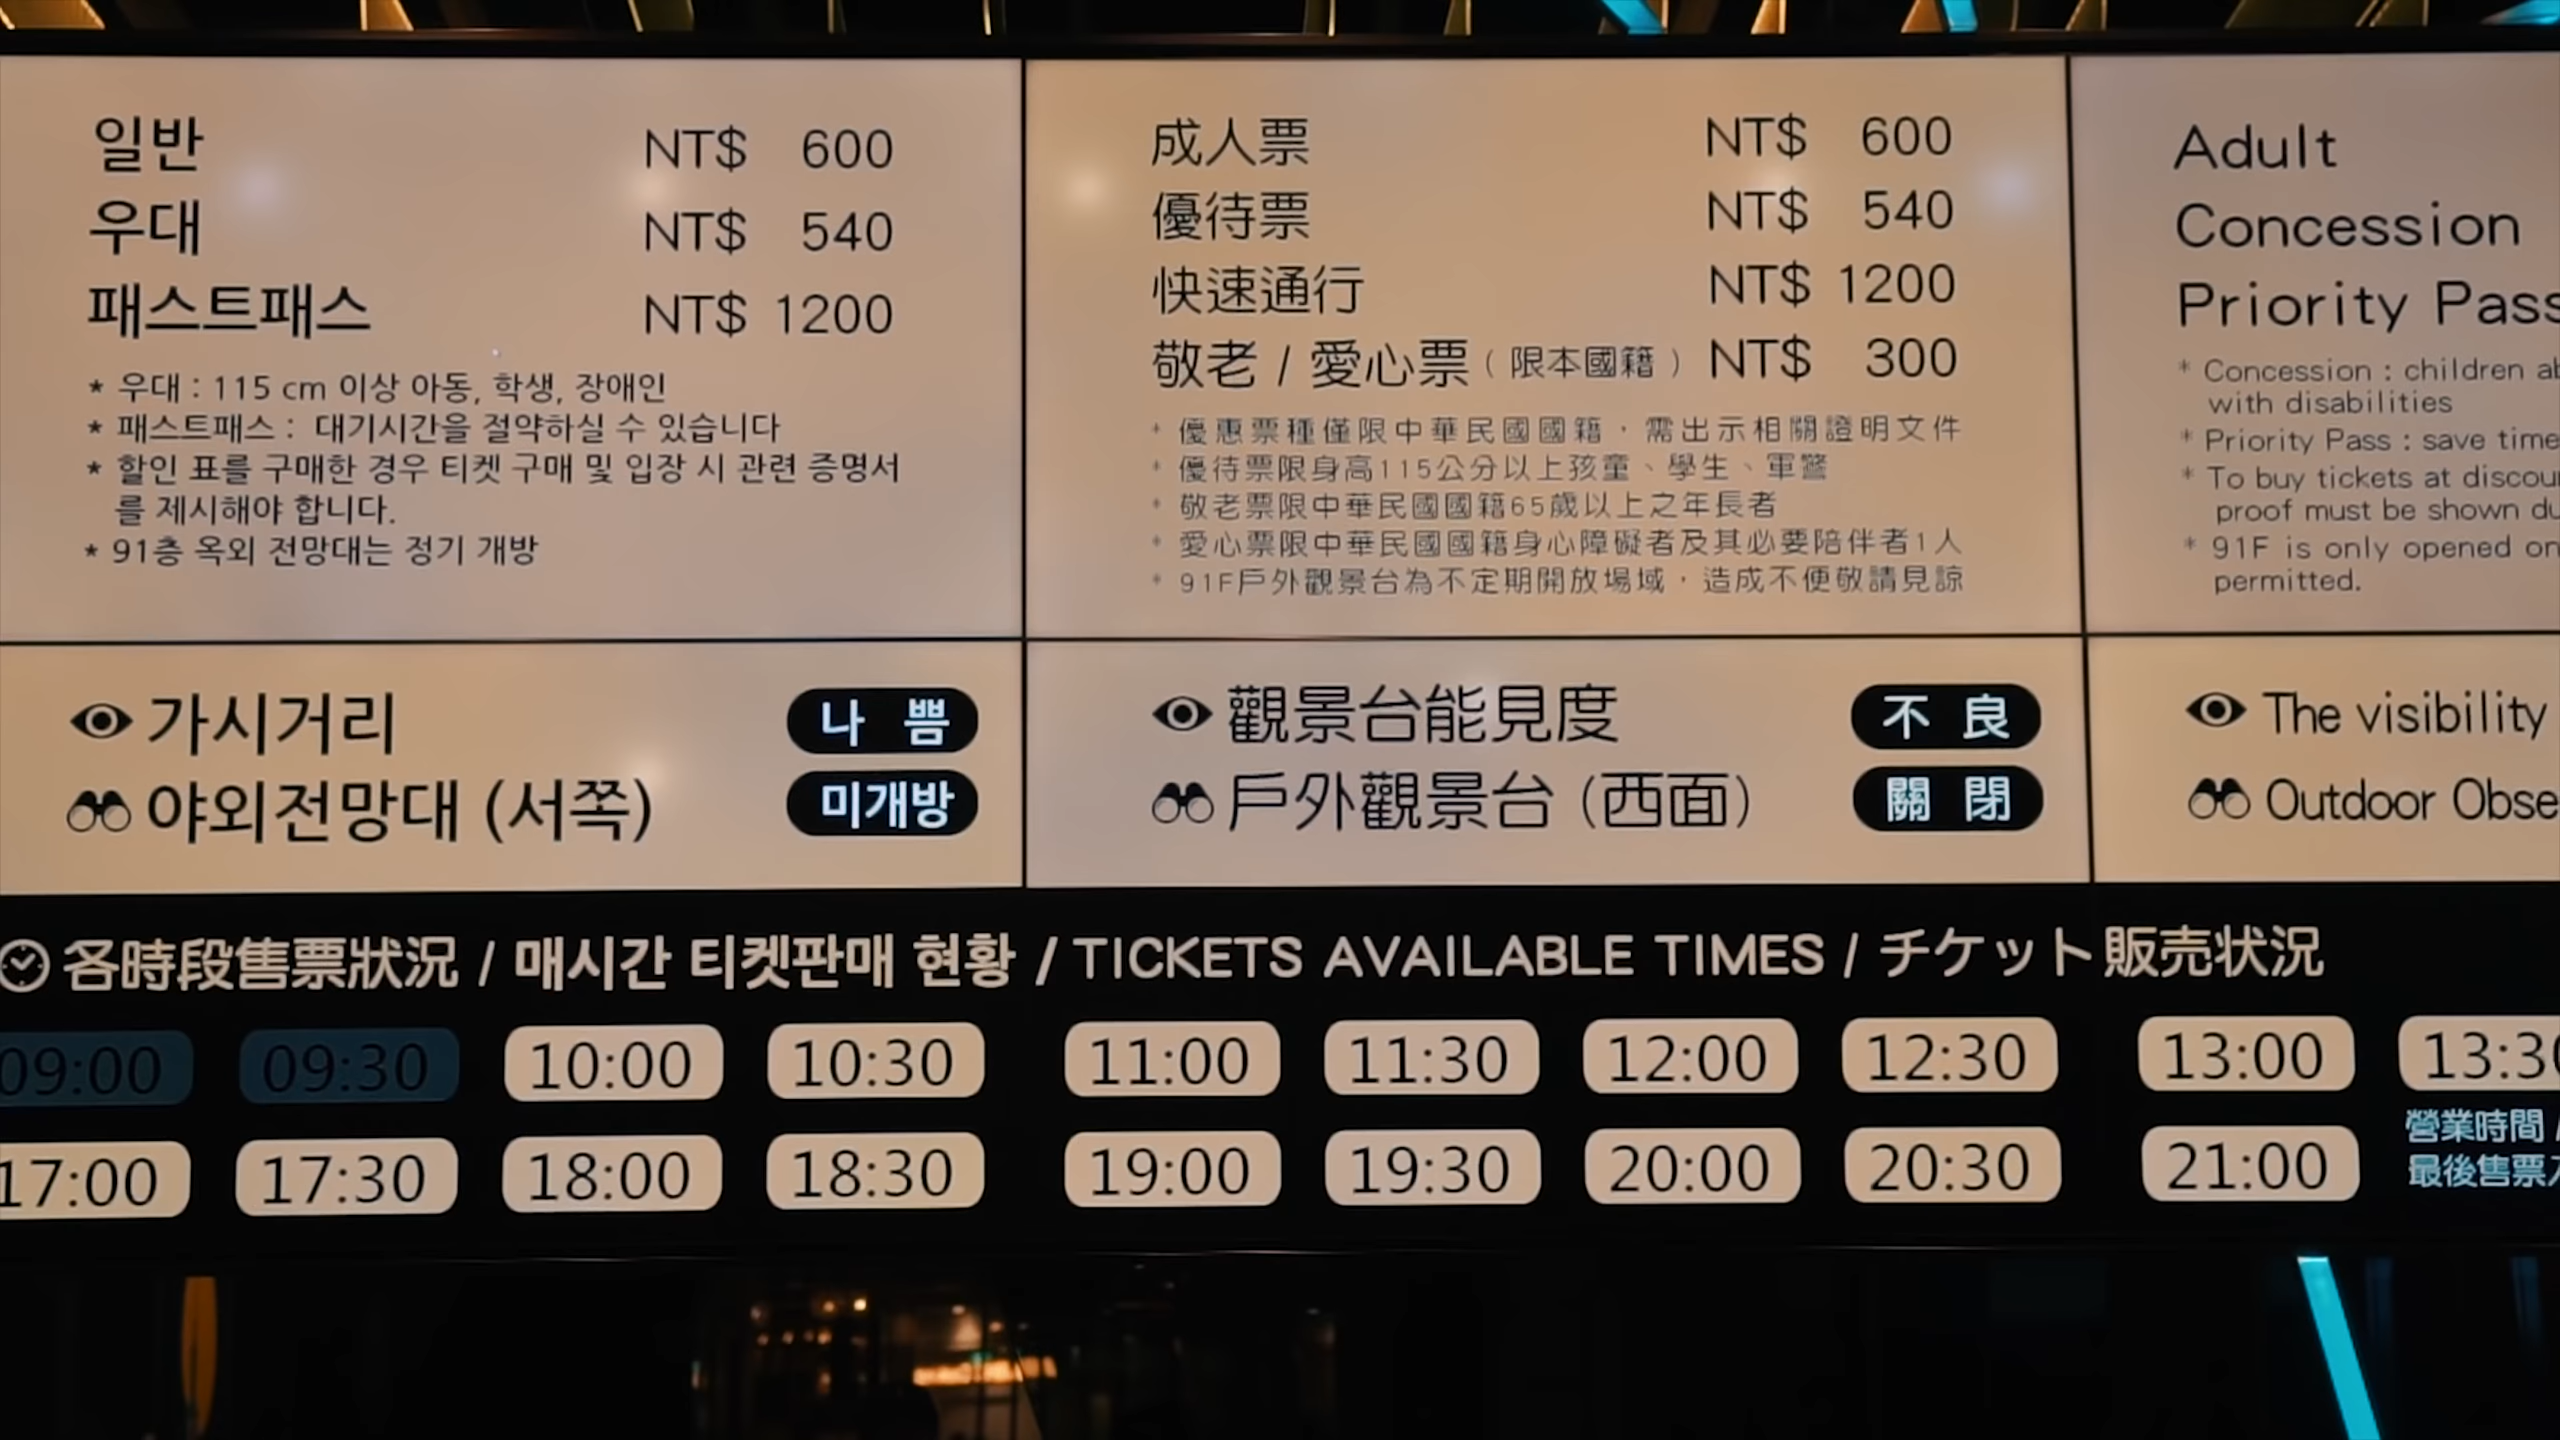 일반 NT$ 600
우대 NT$ 540
패스트패스 NT$ 1200
* 우대 : 115 cm 이상 아동, 학생, 장애인
* 패스트패스 : 대기시간을 절약하실 수 있습니다
* 할인 표를 구매한 경우 티켓 구매 및 입장 시 관련 증명서
를 제시해야 합니다.
* 91층 옥외 전망대는 정기 개방
成人票 NT$ 600
優待票 NT$ 540
快速通行 NT$ 1200
敬老 / 愛心票 ( 限本國籍 ) NT$ 300
* 優惠票種僅限中華民國國籍，需出示相關證明文件
* 優待票限身高115公分以上孩童、學生、軍警
* 敬老票限中華民國國籍65歲以上之年長者
* 愛心票限中華民國國籍身心障礙者及其必要陪伴者1人
* 91F戶外觀景台為不定期開放場域，造成不便敬請見諒
Adult
Concession
Priority Pass
* Concession : children
with disabilities
* Priority Pass : save time
* To buy tickets at
proof must be shown
* 91F is only opened
permitted.
가시거리 나쁨
야외전망대 (서쪽) 미개방
觀景台能見度 不良
戶外觀景台 (西面) 關閉
The visibility
Outdoor
各時段售票狀況 / 매시간 티켓판매 현황 / TICKETS AVAILABLE TIMES / チケット販売状況
09:00 09:30 10:00 10:30 11:00 11:30 12:00 12:30 13:00 13:30
17:00 17:30 18:00 18:30 19:00 19:30 20:00 20:30 21:00
營業時間 /
最後售票